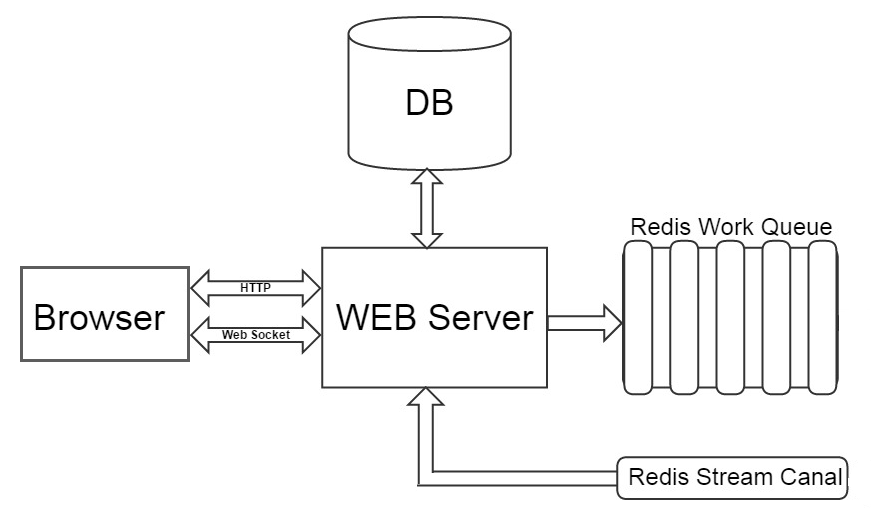 DB
Redis Work Queue
Browser
HTTP
Web Socket
WEB Server
Redis Stream Canal